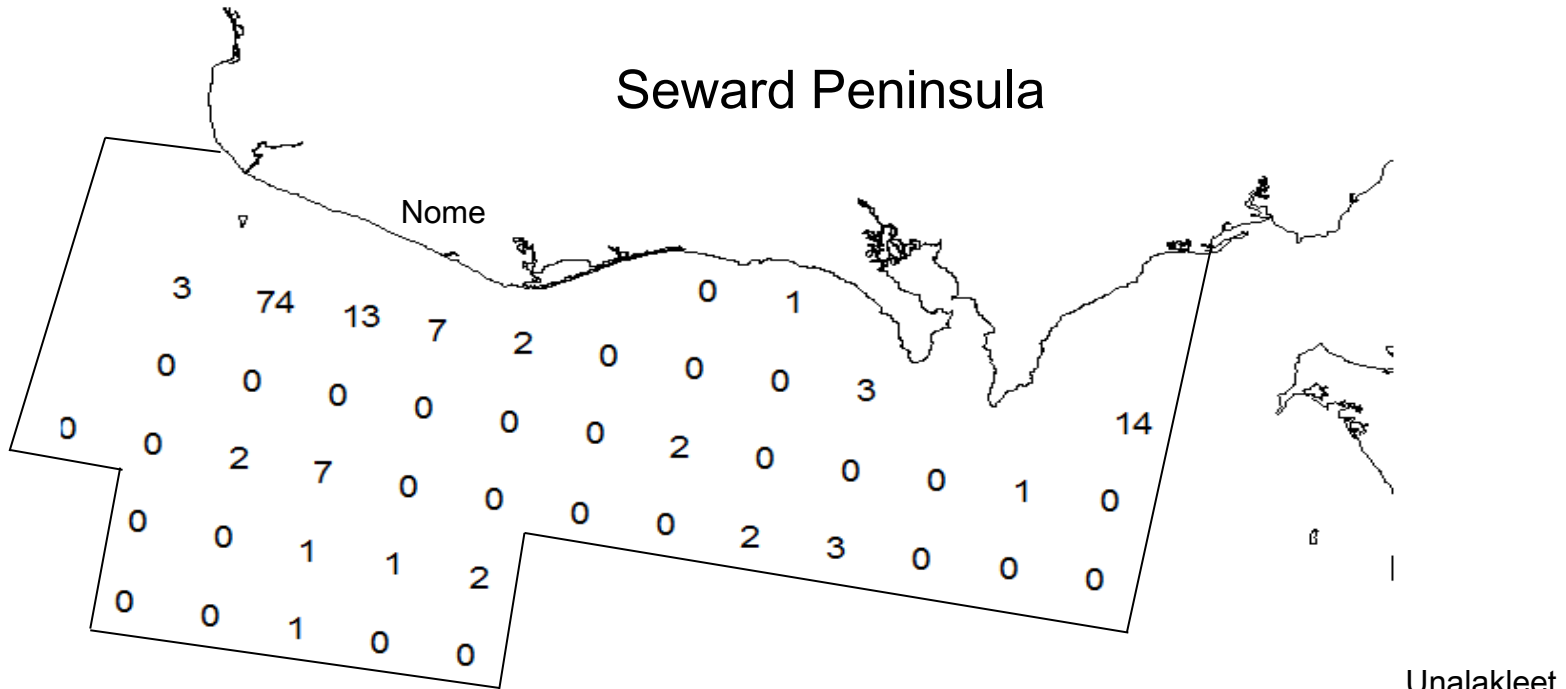 Seward Peninsula
Nome
0 1
3 74 13 7 2 0 0 0 3
14
0 0 0 0 0 0 2 0 0 0 1 0
0 0 2 7 0 0 0 0 2 3 0 0 0
0 0 1 1 2
0 0 1 0 0
Unalakleet